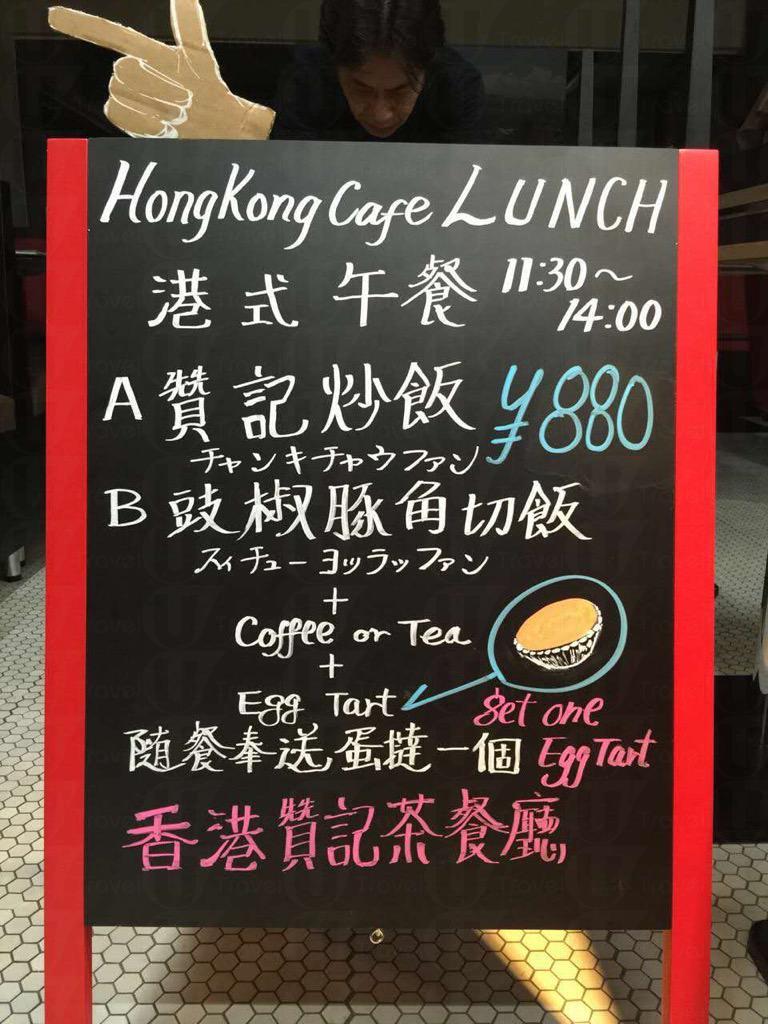 HongKong Cafe LUNCH
港式午餐 11:30～
14:00
A 贊記炒飯 ¥880
チャンキチャウファン
B 豉椒豚角切飯
スィチューヨッラッファン
+
Coffee or Tea
+
Egg Tart get one
隨餐奉送蛋撻一個 Egg Tart
香港贊記茶餐廳